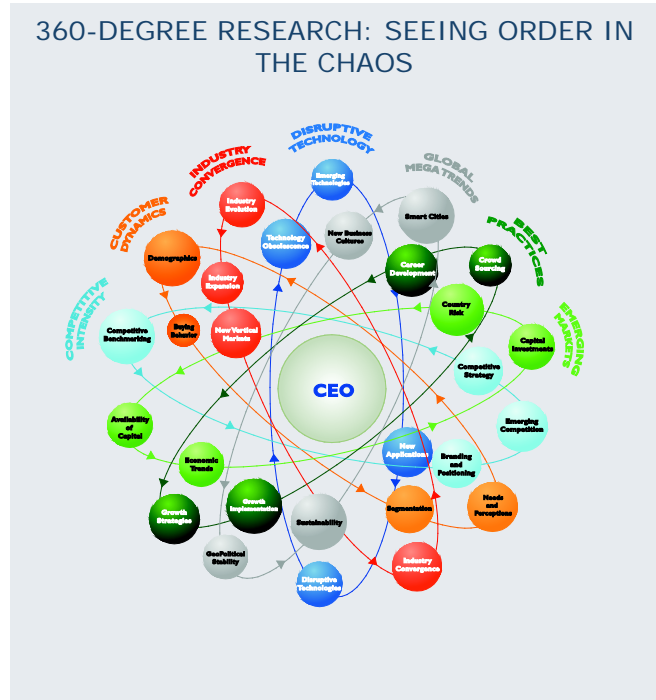 360-DEGREE RESEARCH: SEEING ORDER IN
THE CHAOS
DISRUPTIVE
TECHNOLOGY
INDUSTRY
CONVERGENCE
GLOBAL
MEGA TRENDS
CUSTOMER
DYNAMICS
BEST
PRACTICES
COMPETITIVE
INTENSITY
EMERGING
MARKETS
Emerging
Technologies
Industry
Evolution
Smart Cities
Technology
Obsolescence
New Business
Cultures
Demographics
Career
Development
Crowd
Sourcing
Industry
Expansion
Country
Risk
Buying
Behavior
New Vertical
Markets
Competitive
Benchmarking
Capital
Investments
CEO
Competitive
Strategy
Availability
of
Capital
Emerging
Competition
Economic
Trends
New
Applications
Branding
and
Positioning
Growth
Strategies
Growth
Implementation
Sustainability
Segmentation
Needs
and
Perceptions
GeoPolitical
Stability
Industry
Convergence
Disruptive
Technologies